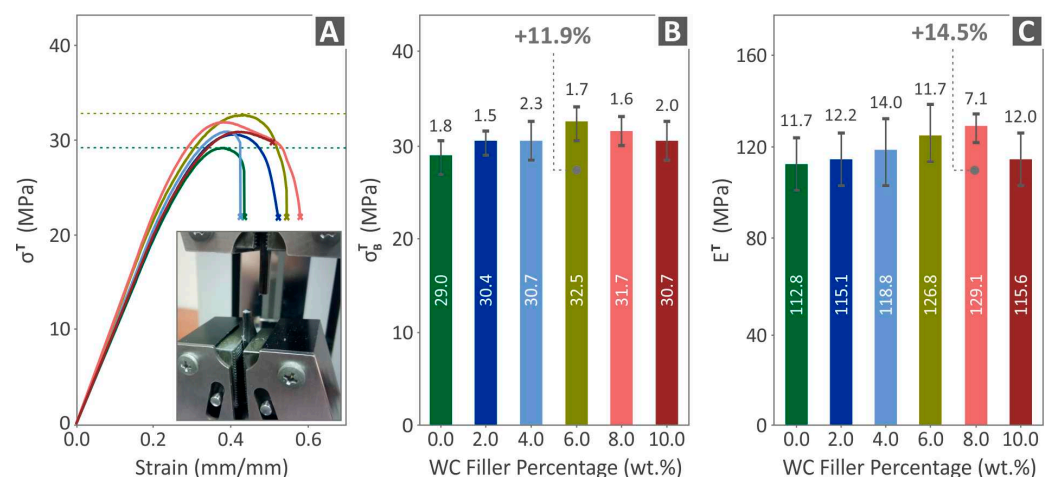 A
σᵀ (MPa)
40
30
20
10
0
0.0 0.2 0.4 0.6
Strain (mm/mm)
B
+11.9%
σ_Bᵀ (MPa)
40
30
20
10
0
1.8 1.5 2.3 1.7 1.6 2.0
29.0 30.4 30.7 32.5 31.7 30.7
0.0 2.0 4.0 6.0 8.0 10.0
WC Filler Percentage (wt.%)
C
+14.5%
Eᵀ (MPa)
160
120
80
40
0
11.7 12.2 14.0 11.7 7.1 12.0
112.8 115.1 118.8 126.8 129.1 115.6
0.0 2.0 4.0 6.0 8.0 10.0
WC Filler Percentage (wt.%)